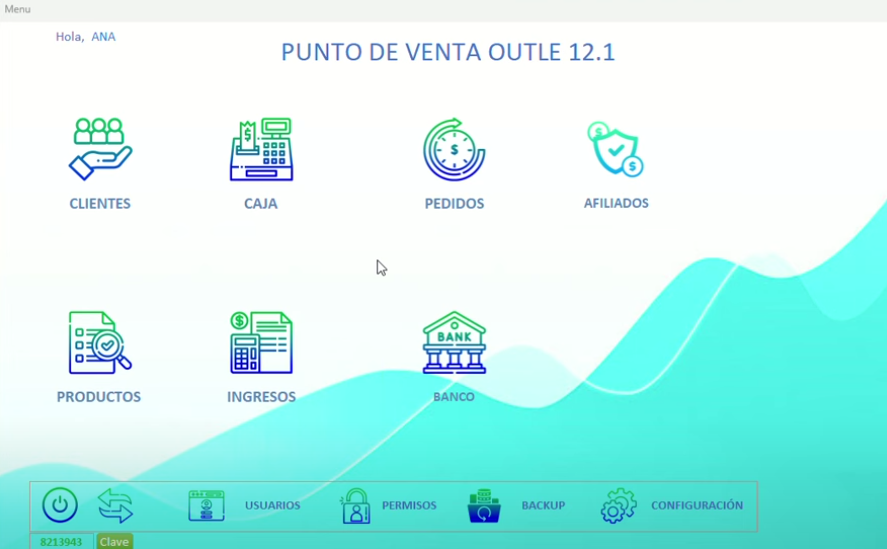 Menu
Hola, ANA
PUNTO DE VENTA OUTLE 12.1
CLIENTES
CAJA
PEDIDOS
AFILIADOS
BANK
PRODUCTOS
INGRESOS
BANCO
USUARIOS
PERMISOS
BACKUP
CONFIGURACIÓN
8213943
Clave